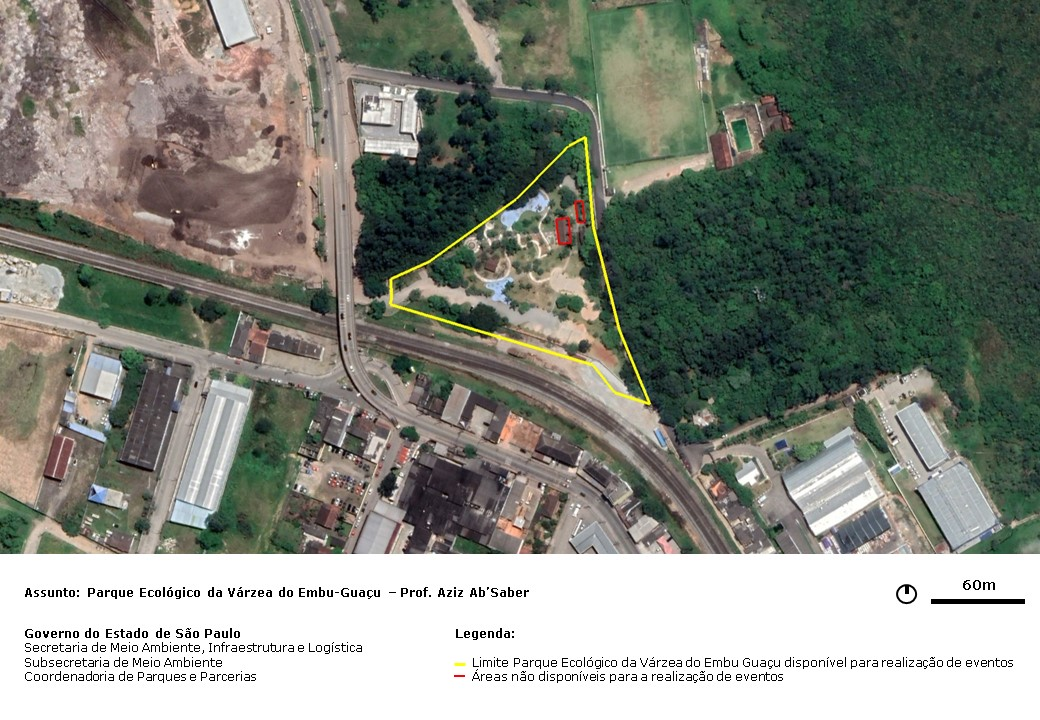 60m
Assunto: Parque Ecológico da Várzea do Embu-Guaçu – Prof. Aziz Ab'Saber
Governo do Estado de São Paulo
Secretaria de Meio Ambiente, Infraestrutura e Logística
Subsecretaria de Meio Ambiente
Coordenadoria de Parques e Parcerias
Legenda:
Limite Parque Ecológico da Várzea do Embu Guaçu disponível para realização de eventos
Áreas não disponíveis para a realização de eventos